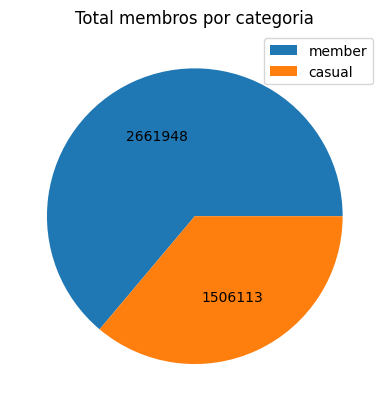 Total membros por categoria
member
casual
2661948
1506113